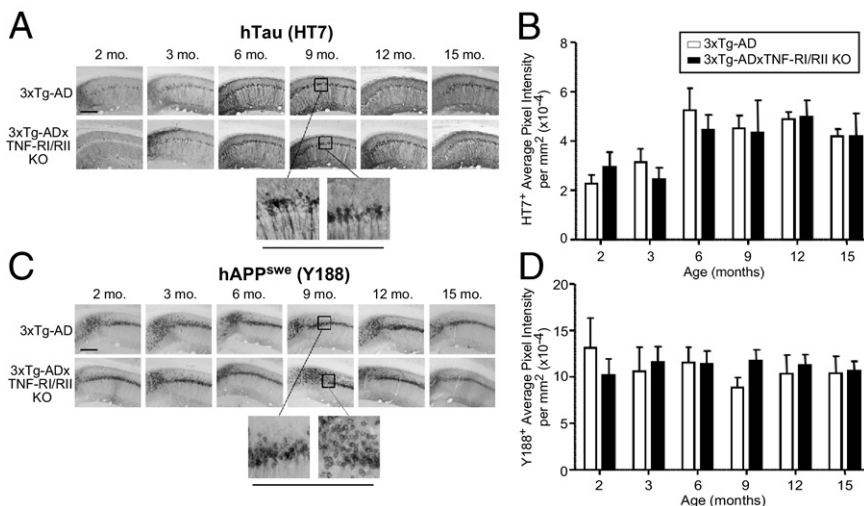 A
hTau (HT7)
2 mo. 3 mo. 6 mo. 9 mo. 12 mo. 15 mo.
3xTg-AD
3xTg-ADx
TNF-RI/RII
KO
B
HT7+ Average Pixel Intensity
per mm2 (x10-4)
8
6
4
2
0
3xTg-AD
3xTg-ADxTNF-RI/RII KO
2 3 6 9 12 15
Age (months)
C
hAPPswe (Y188)
2 mo. 3 mo. 6 mo. 9 mo. 12 mo. 15 mo.
3xTg-AD
3xTg-ADx
TNF-RI/RII
KO
D
Y188+ Average Pixel Intensity
per mm2 (x10-4)
20
15
10
5
0
2 3 6 9 12 15
Age (months)